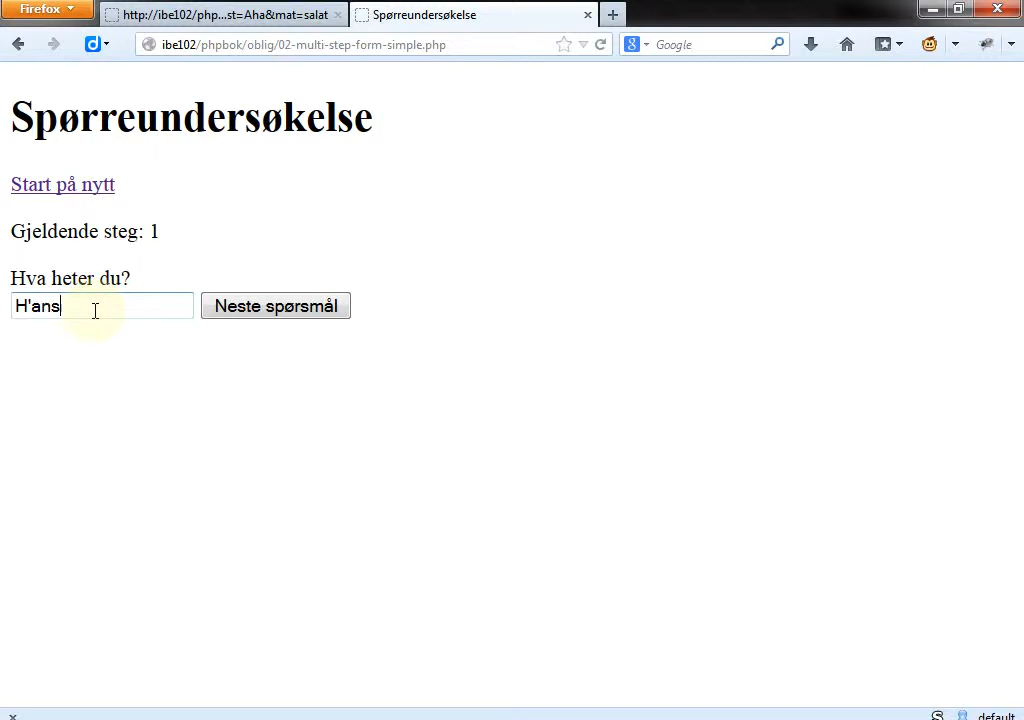 Firefox
http://ibe102/php...st=Aha&mat=salat
Spørreundersøkelse
ibe102/phpbok/oblig/02-multi-step-form-simple.php
Google
Spørreundersøkelse
Start på nytt
Gjeldende steg: 1
Hva heter du?
H'ans
Neste spørsmål
default